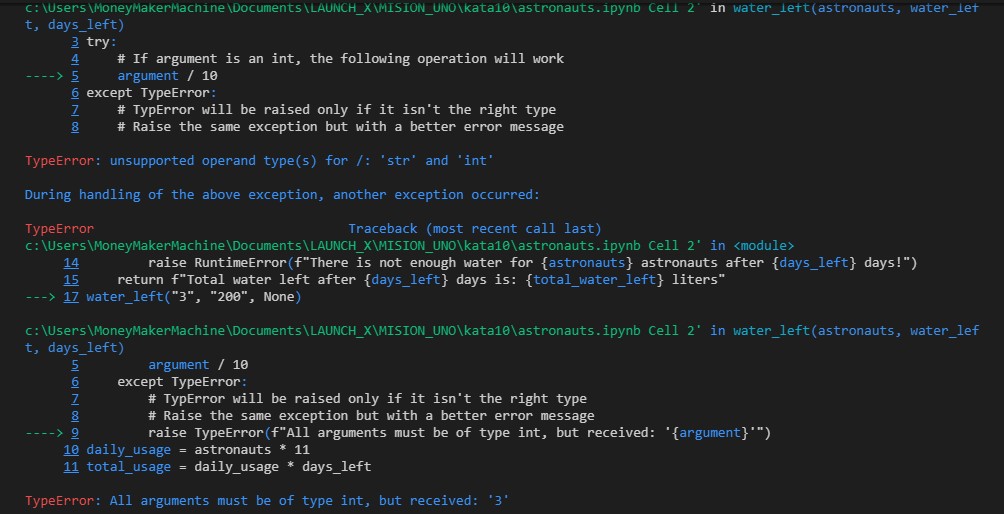 c:\Users\MoneyMakerMachine\Documents\LAUNCH_X\MISION_UNO\kata10\astronauts.ipynb Cell 2' in water_left(astronauts, water_lef
t, days_left)
3 try:
4     # If argument is an int, the following operation will work
----> 5     argument / 10
6 except TypeError:
7     # TypError will be raised only if it isn't the right type
8     # Raise the same exception but with a better error message
TypeError: unsupported operand type(s) for /: 'str' and 'int'
During handling of the above exception, another exception occurred:
TypeError                                 Traceback (most recent call last)
c:\Users\MoneyMakerMachine\Documents\LAUNCH_X\MISION_UNO\kata10\astronauts.ipynb Cell 2' in <module>
14         raise RuntimeError(f"There is not enough water for {astronauts} astronauts after {days_left} days!")
15     return f"Total water left after {days_left} days is: {total_water_left} liters"
---> 17 water_left("3", "200", None)
c:\Users\MoneyMakerMachine\Documents\LAUNCH_X\MISION_UNO\kata10\astronauts.ipynb Cell 2' in water_left(astronauts, water_lef
t, days_left)
5         argument / 10
6     except TypeError:
7         # TypError will be raised only if it isn't the right type
8         # Raise the same exception but with a better error message
----> 9         raise TypeError(f"All arguments must be of type int, but received: '{argument}'")
10 daily_usage = astronauts * 11
11 total_usage = daily_usage * days_left
TypeError: All arguments must be of type int, but received: '3'